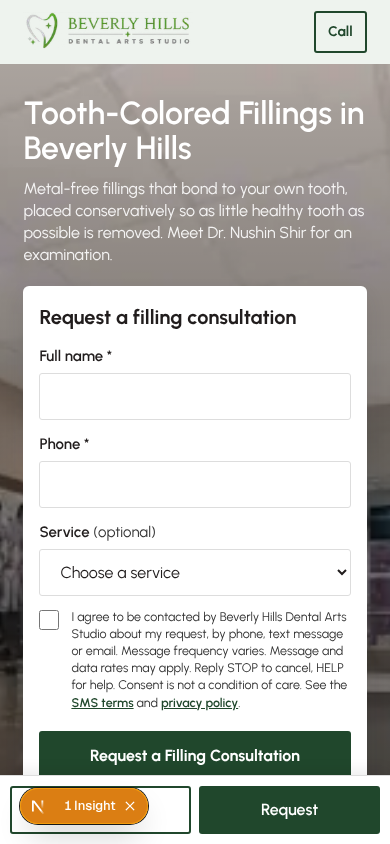 BEVERLY HILLS
DENTAL ARTS STUDIO
Call
Tooth-Colored Fillings in
Beverly Hills
Metal-free fillings that bond to your own tooth,
placed conservatively so as little healthy tooth as
possible is removed. Meet Dr. Nushin Shir for an
examination.
Request a filling consultation
Full name *
Phone *
Service (optional)
Choose a service
I agree to be contacted by Beverly Hills Dental Arts
Studio about my request, by phone, text message
or email. Message frequency varies. Message and
data rates may apply. Reply STOP to cancel, HELP
for help. Consent is not a condition of care. See the
SMS terms and privacy policy.
Request a Filling Consultation
N 1 Insight ×
Request